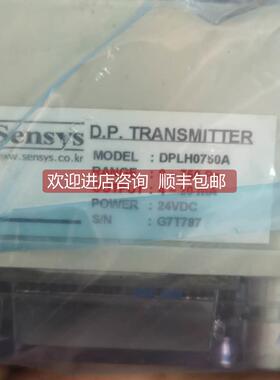 Sensys
www.sensys.co.kr
D.P. TRANSMITTER
MODEL : DPLH0750A
欢迎进店咨询 顺丰包邮
POWER : 24VDC
S/N : G7T797